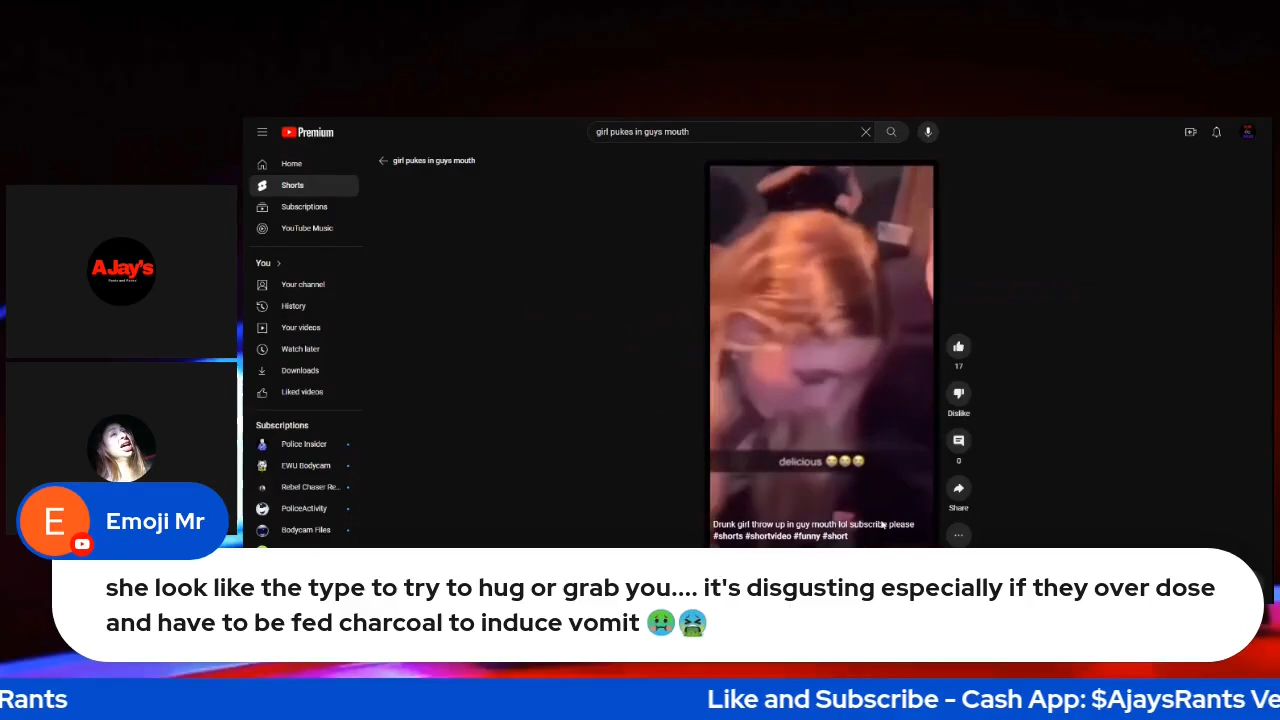 Premium
girl pukes in guys mouth
Home
girl pukes in guys mouth
Shorts
Subscriptions
YouTube Music
You
Your channel
History
Your videos
Watch later
Downloads
Liked videos
Subscriptions
Police Insider
EWU Bodycam
Rebel Chaser Re...
PoliceActivity
Bodycam Files
AJay's
17
Dislike
0
Share
delicious 😂😂😂
Drunk girl throw up in guy mouth lol subscribe please
#shorts #shortvideo #funny #short
E
Emoji Mr
she look like the type to try to hug or grab you.... it's disgusting especially if they over dose
and have to be fed charcoal to induce vomit 🤢🤮
Rants
Like and Subscribe - Cash App: $AjaysRants Ve